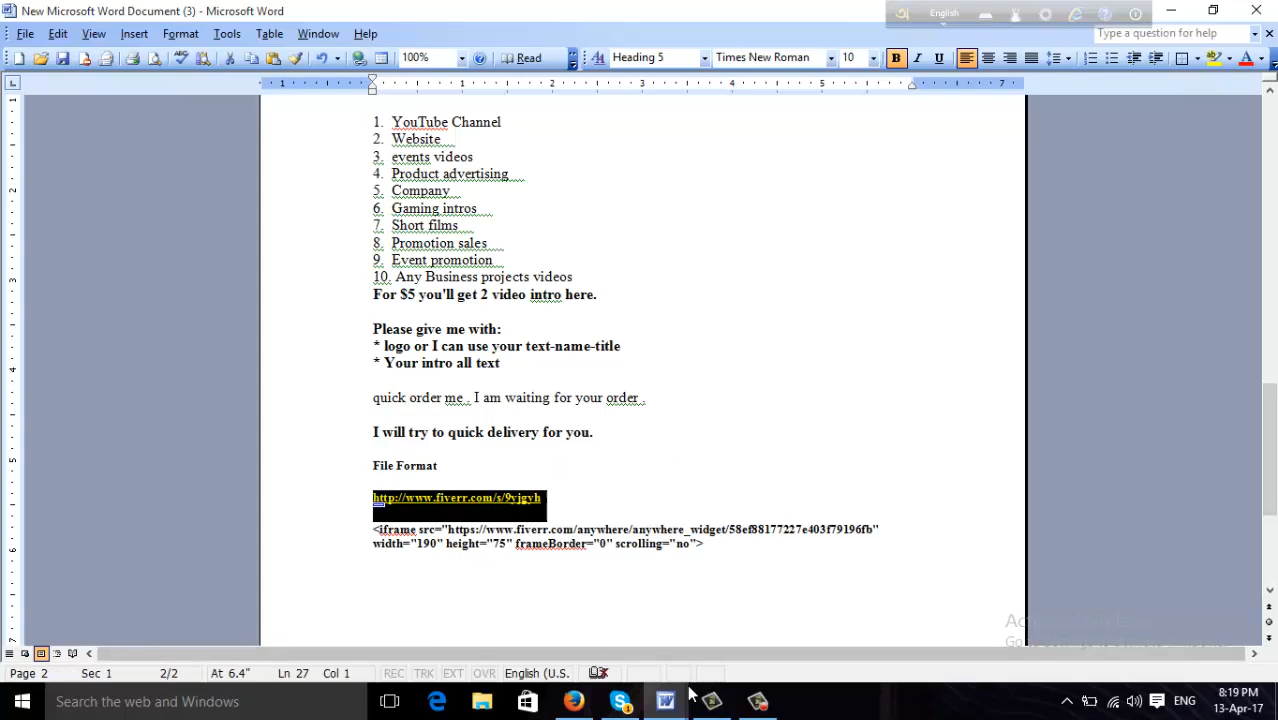 New Microsoft Word Document (3) - Microsoft Word
English
File Edit View Insert Format Tools Table Window Help
Type a question for help
100% Read Heading 5 Times New Roman 10 B I U
1 1 2 3 4 5 7
1. YouTube Channel
2. Website
3. events videos
4. Product advertising
5. Company
6. Gaming intros
7. Short films
8. Promotion sales
9. Event promotion
10. Any Business projects videos
For $5 you'll get 2 video intro here.
Please give me with:
* logo or I can use your text-name-title
* Your intro all text
quick order me . I am waiting for your order .
I will try to quick delivery for you.
File Format
http://www.fiverr.com/s/9yjgyh
<iframe src="https://www.fiverr.com/anywhere/anywhere_widget/58ef88177227e403f79196fb"
width="190" height="75" frameBorder="0" scrolling="no">
Page 2 Sec 1 2/2 At 6.4" Ln 27 Col 1 REC TRK EXT OVR English (U.S.
Search the web and Windows
ENG
8:19 PM
13-Apr-17